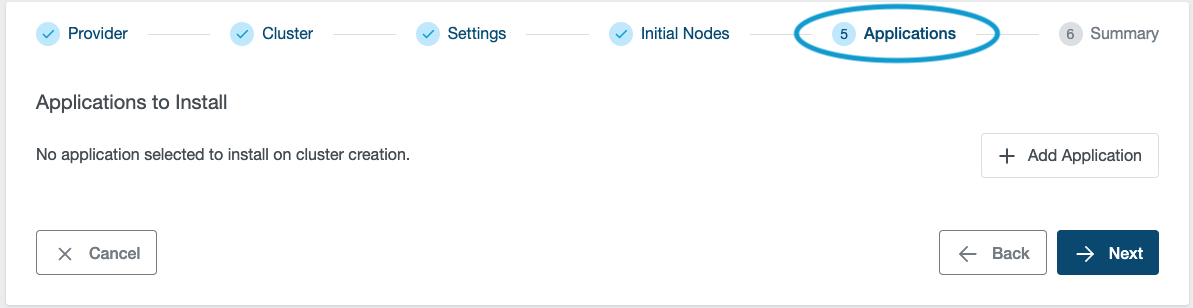 Provider Cluster Settings Initial Nodes 5 Applications 6 Summary
Applications to Install
No application selected to install on cluster creation.
Add Application
Cancel Back Next